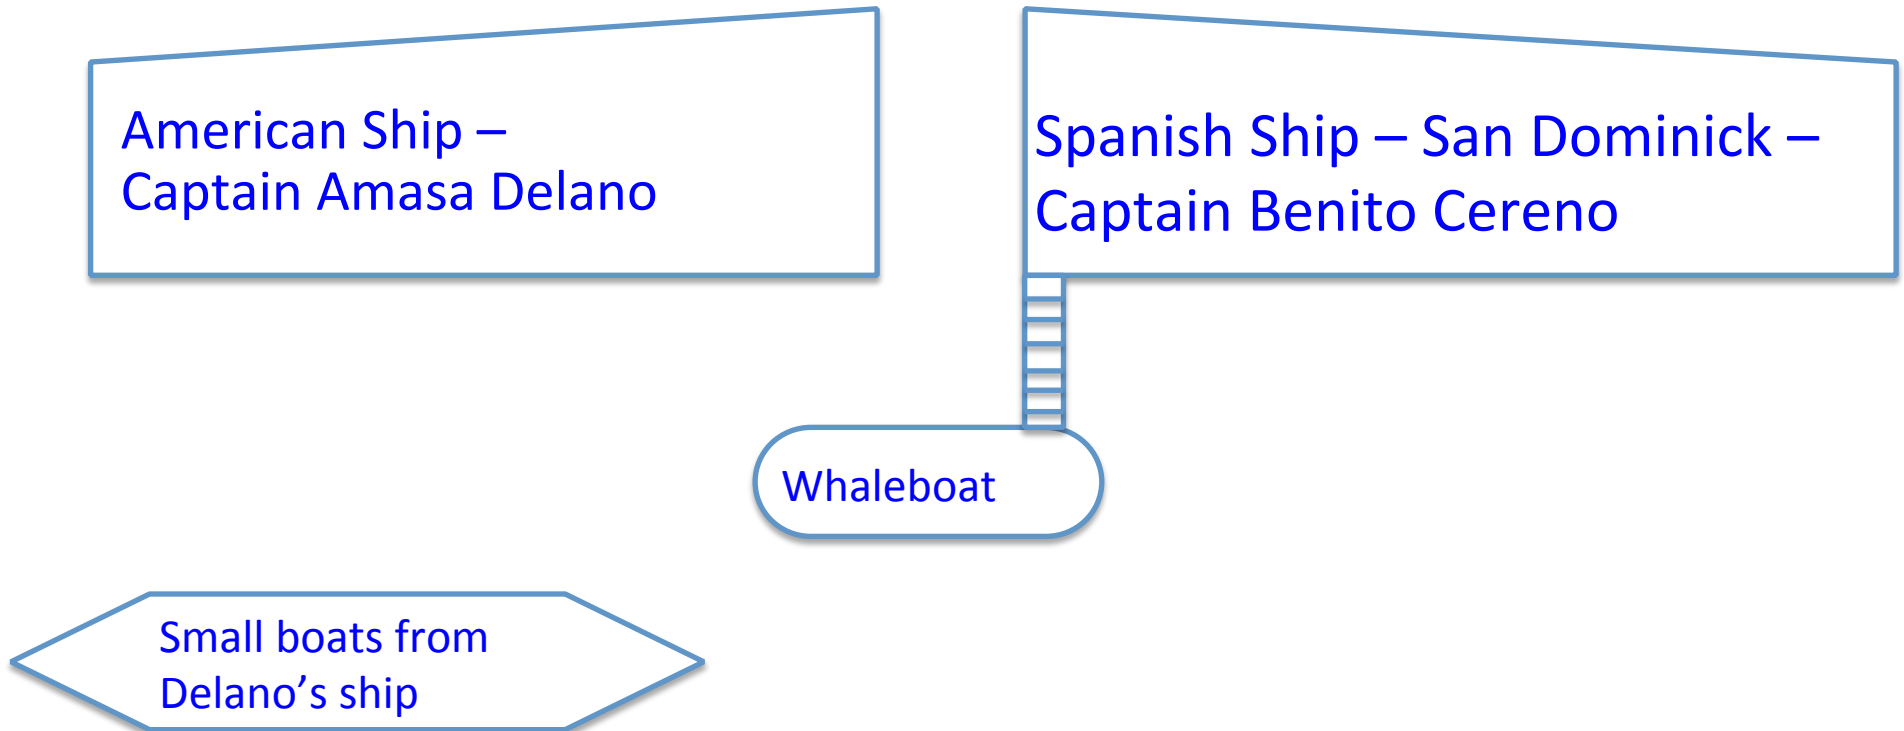 American Ship –
Captain Amasa Delano
Spanish Ship – San Dominick –
Captain Benito Cereno
Whaleboat
Small boats from
Delano’s ship